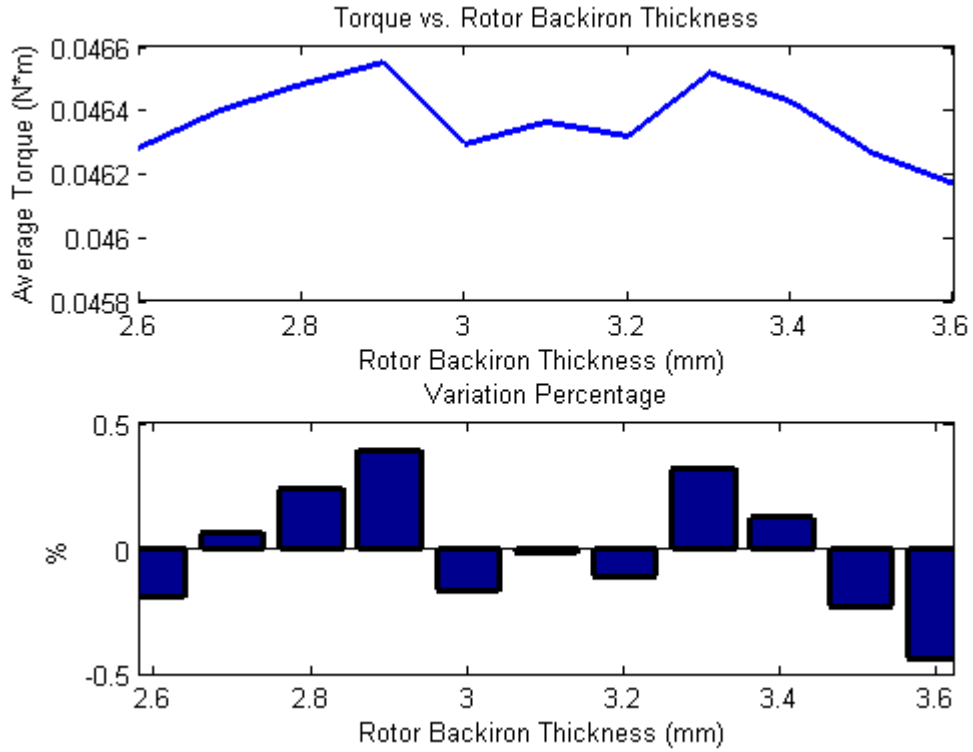 Torque vs. Rotor Backiron Thickness
Average Torque (N*m)
0.0466
0.0464
0.0462
0.046
0.0458
2.6 2.8 3 3.2 3.4 3.6
Rotor Backiron Thickness (mm)
Variation Percentage
%
0.5
0
-0.5
2.6 2.8 3 3.2 3.4 3.6
Rotor Backiron Thickness (mm)